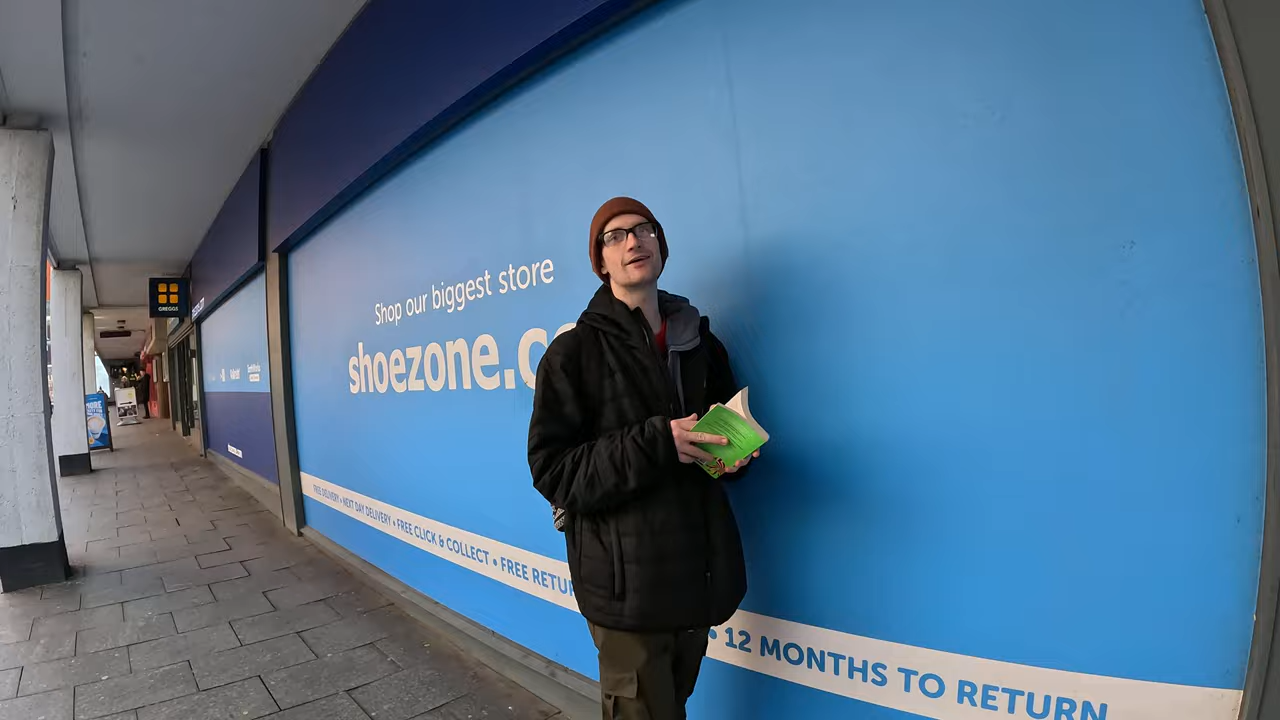 Shop our biggest store
shoezone.c
FREE DELIVERY • NEXT DAY DELIVERY • FREE CLICK & COLLECT • FREE RETU
• 12 MONTHS TO RETURN
GREGGS